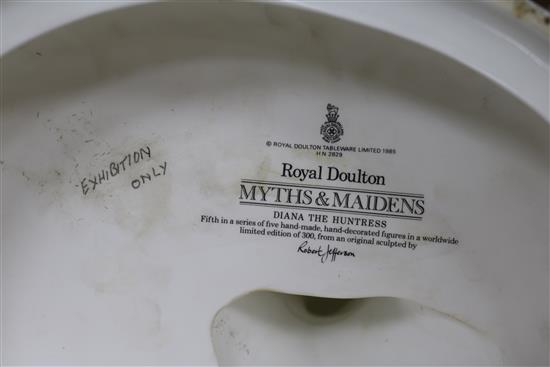 EXHIBITION
ONLY
© ROYAL DOULTON TABLEWARE LIMITED 1985
HN 2829
Royal Doulton
MYTHS & MAIDENS
DIANA THE HUNTRESS
Fifth in a series of five hand-made, hand-decorated figures in a worldwide
limited edition of 300, from an original sculpted by
Robert Jefferson